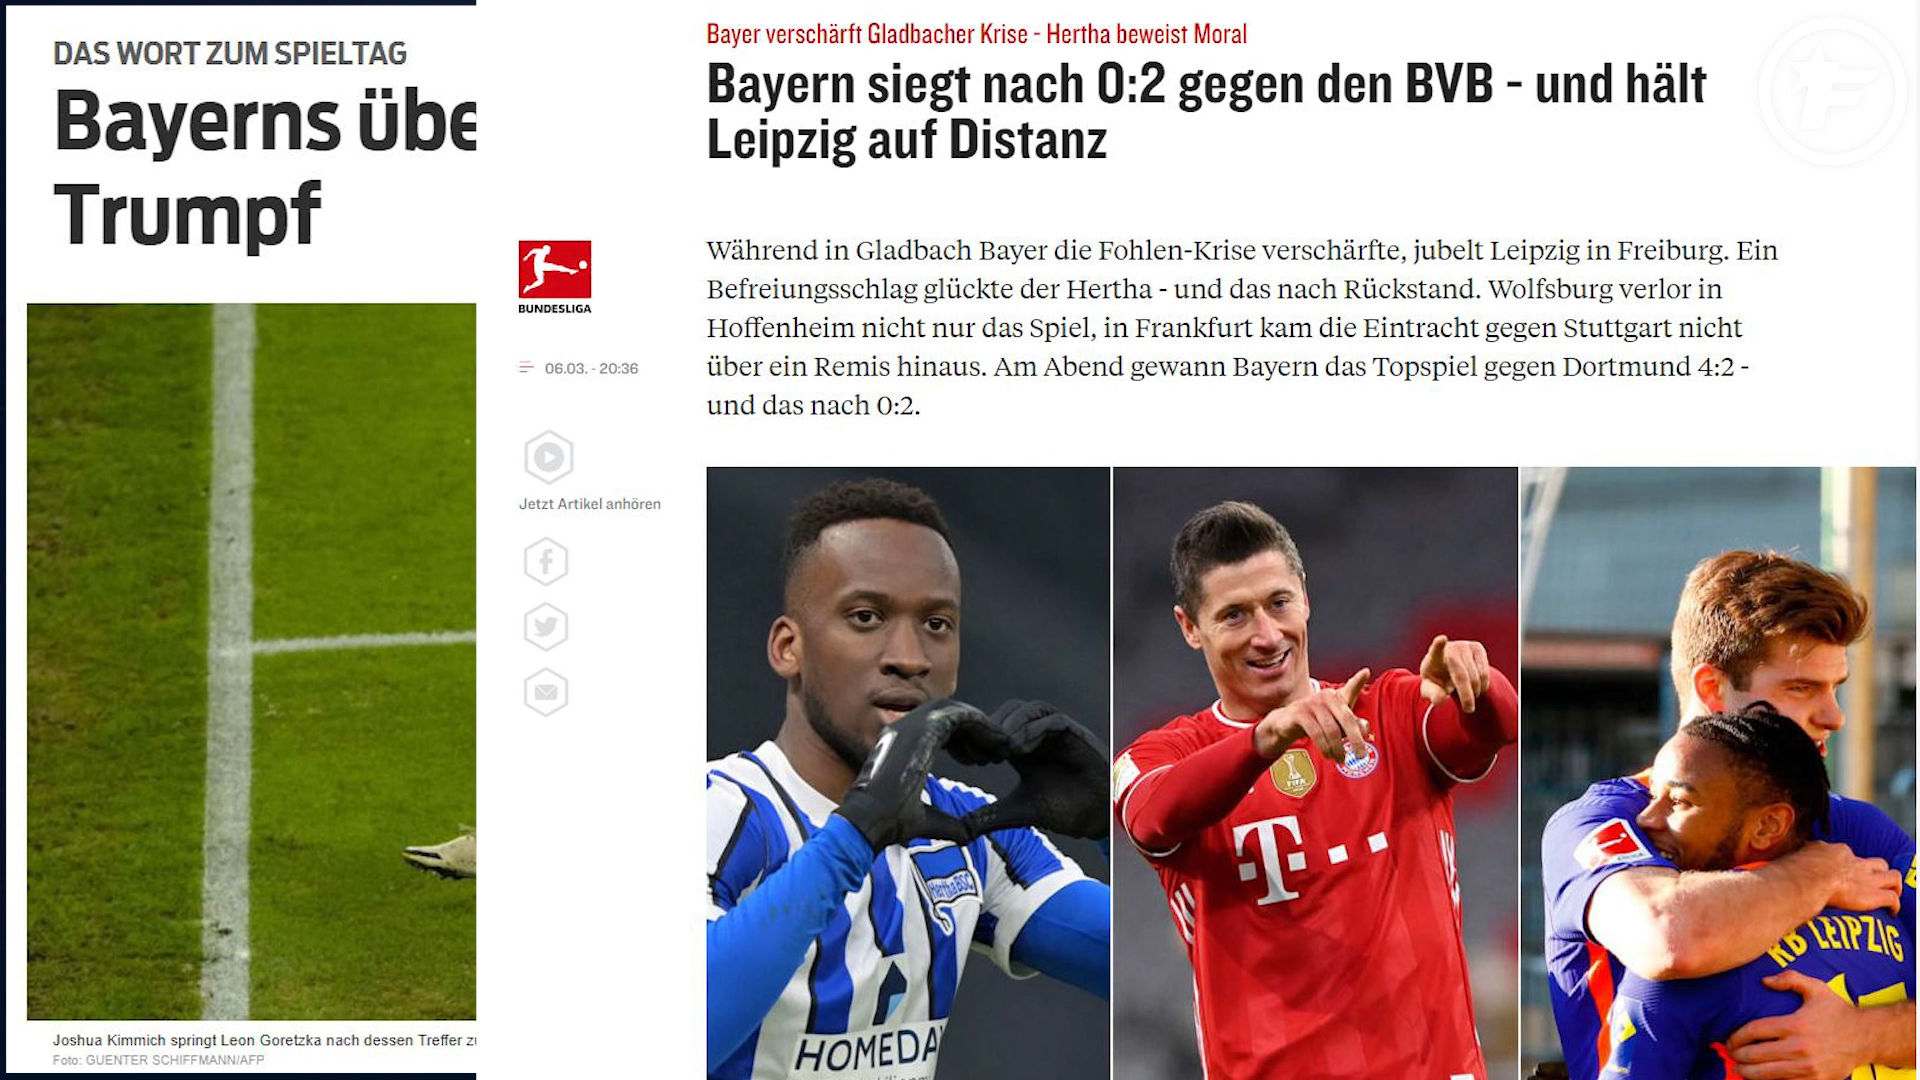 DAS WORT ZUM SPIELTAG
Bayerns übe
Trumpf
Joshua Kimmich springt Leon Goretzka nach dessen Treffer zu
Foto: GUENTER SCHIFFMANN/AFP
Bayer verschärft Gladbacher Krise - Hertha beweist Moral
Bayern siegt nach 0:2 gegen den BVB - und hält
Leipzig auf Distanz
BUNDESLIGA
06.03. - 20:36
Jetzt Artikel anhören
Während in Gladbach Bayer die Fohlen-Krise verschärfte, jubelt Leipzig in Freiburg. Ein
Befreiungsschlag glückte der Hertha - und das nach Rückstand. Wolfsburg verlor in
Hoffenheim nicht nur das Spiel, in Frankfurt kam die Eintracht gegen Stuttgart nicht
über ein Remis hinaus. Am Abend gewann Bayern das Topspiel gegen Dortmund 4:2 -
und das nach 0:2.
Hertha BSC
HOMEDA
FIFA
T
RB LEIPZIG